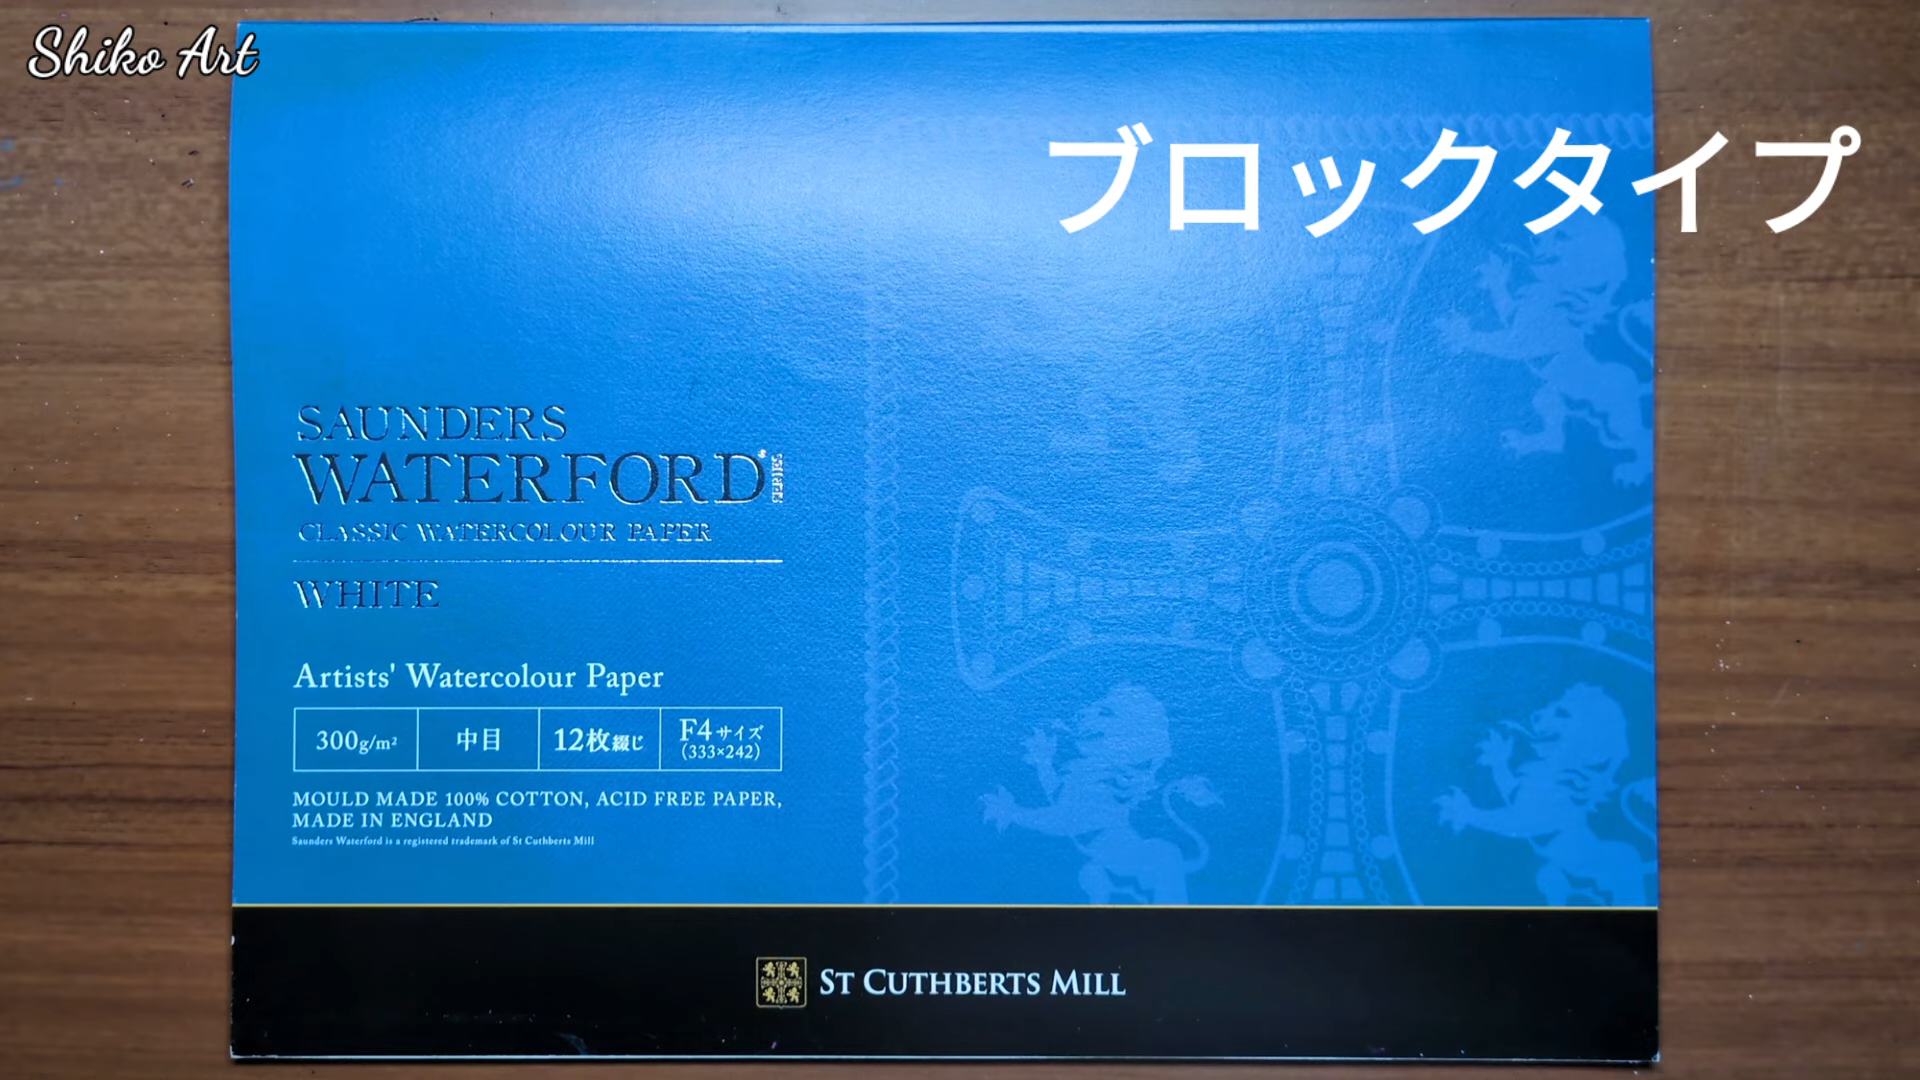 Shiko Art
ブロックタイプ
SAUNDERS
WATERFORD®
CLASSIC WATERCOLOUR PAPER
WHITE
Artists' Watercolour Paper
300g/m²
中目
12枚綴じ
F4サイズ
(333×242)
MOULD MADE 100% COTTON, ACID FREE PAPER,
MADE IN ENGLAND
Saunders Waterford is a registered trademark of St Cuthberts Mill
ST CUTHBERTS MILL